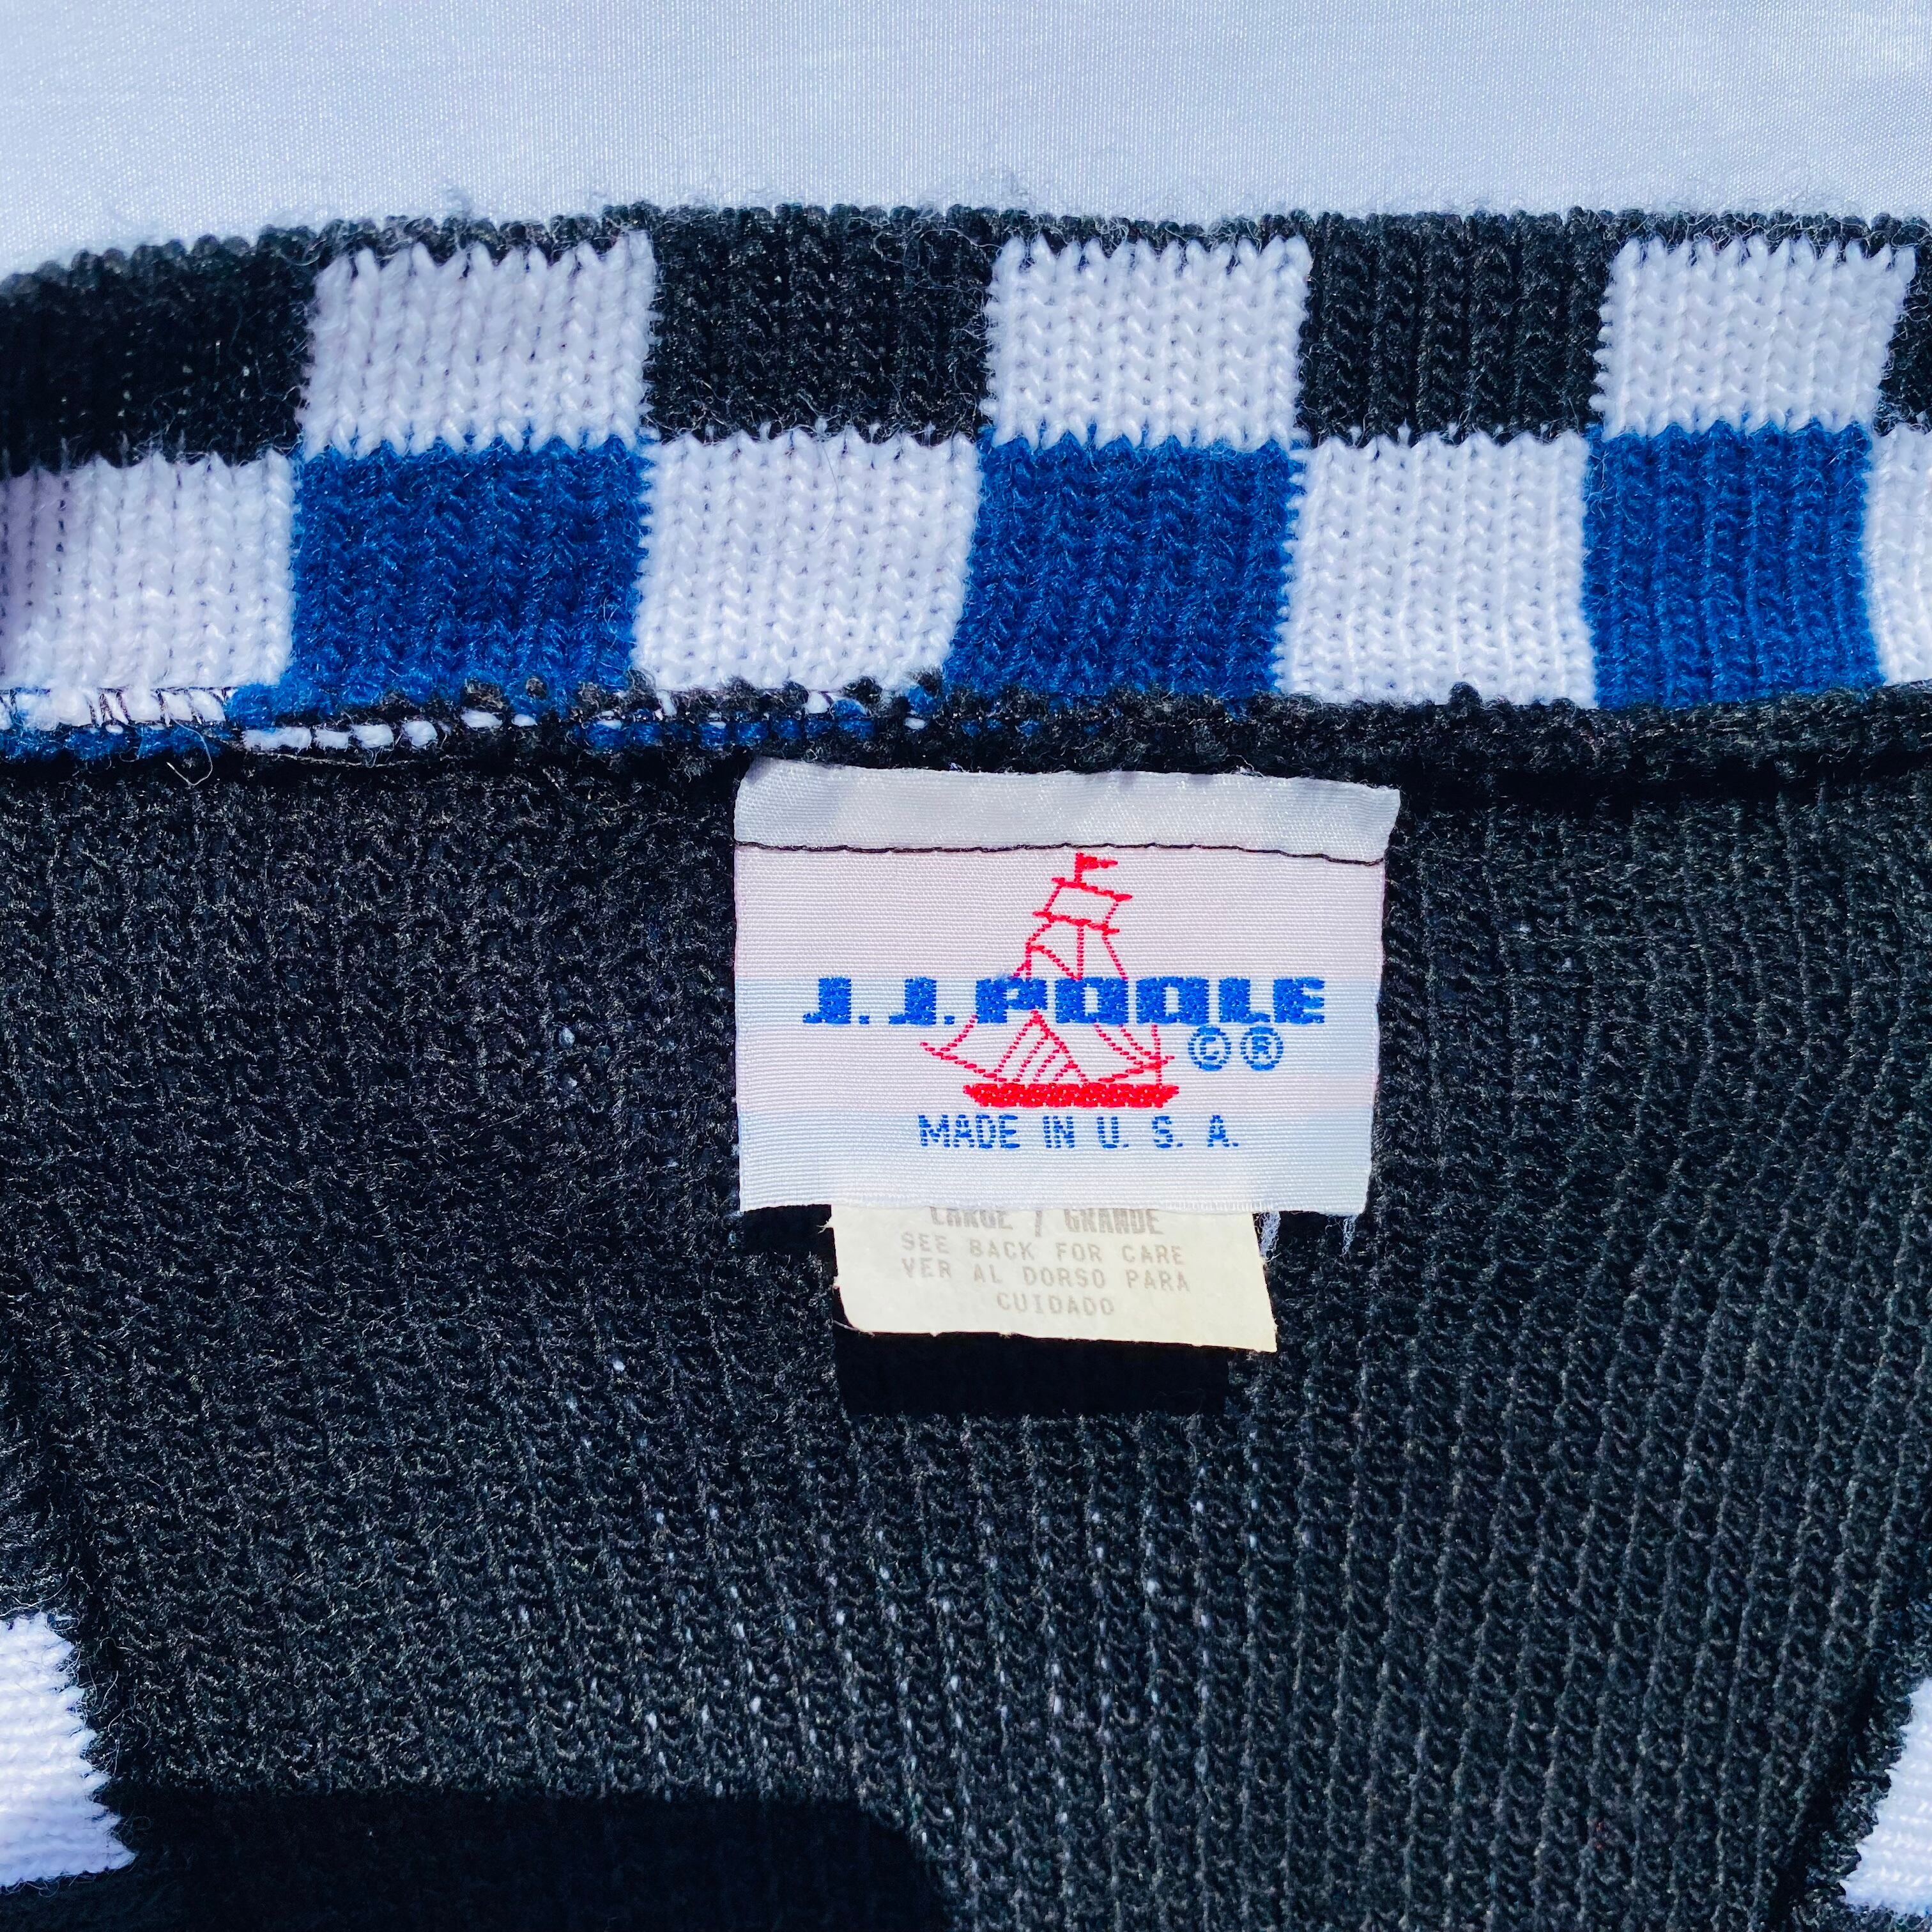 J. J. POOLE
©®
MADE IN U. S. A.
LARGE / GRANDE
SEE BACK FOR CARE
VER AL DORSO PARA
CUIDADO